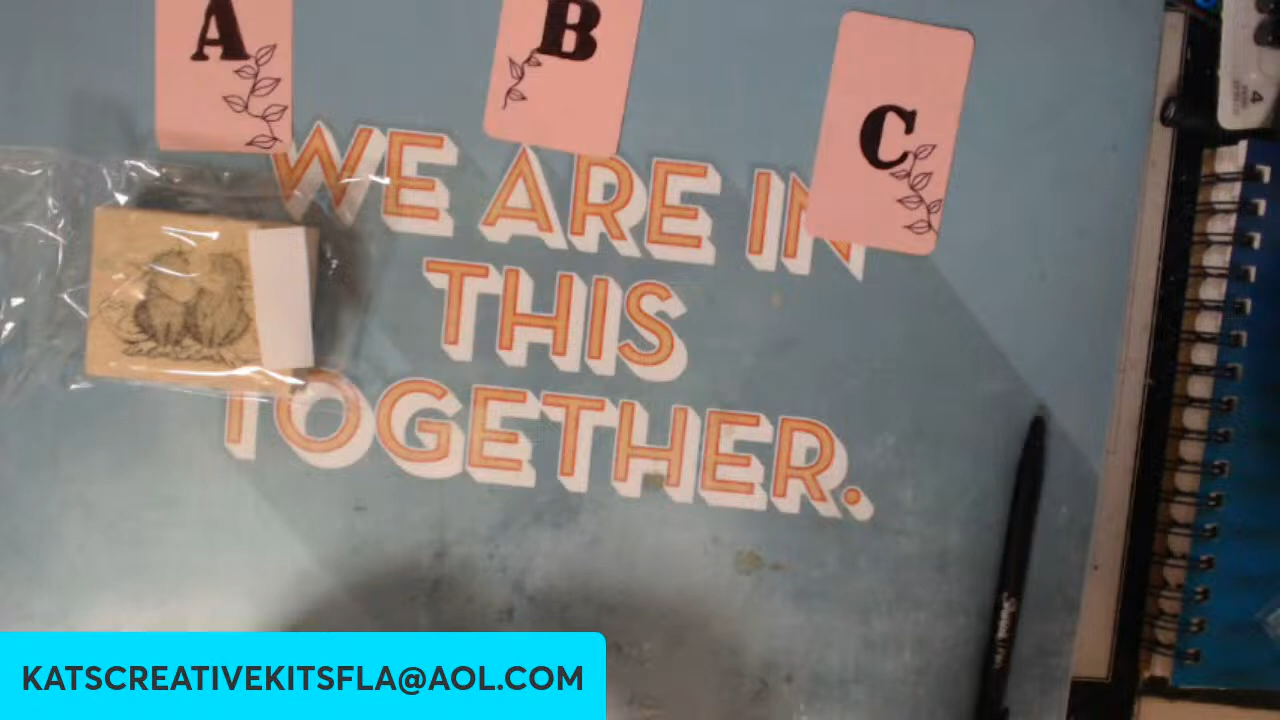 A
B
C
WE ARE IN
THIS
TOGETHER.
KATSCREATIVEKITSFLA@AOL.COM